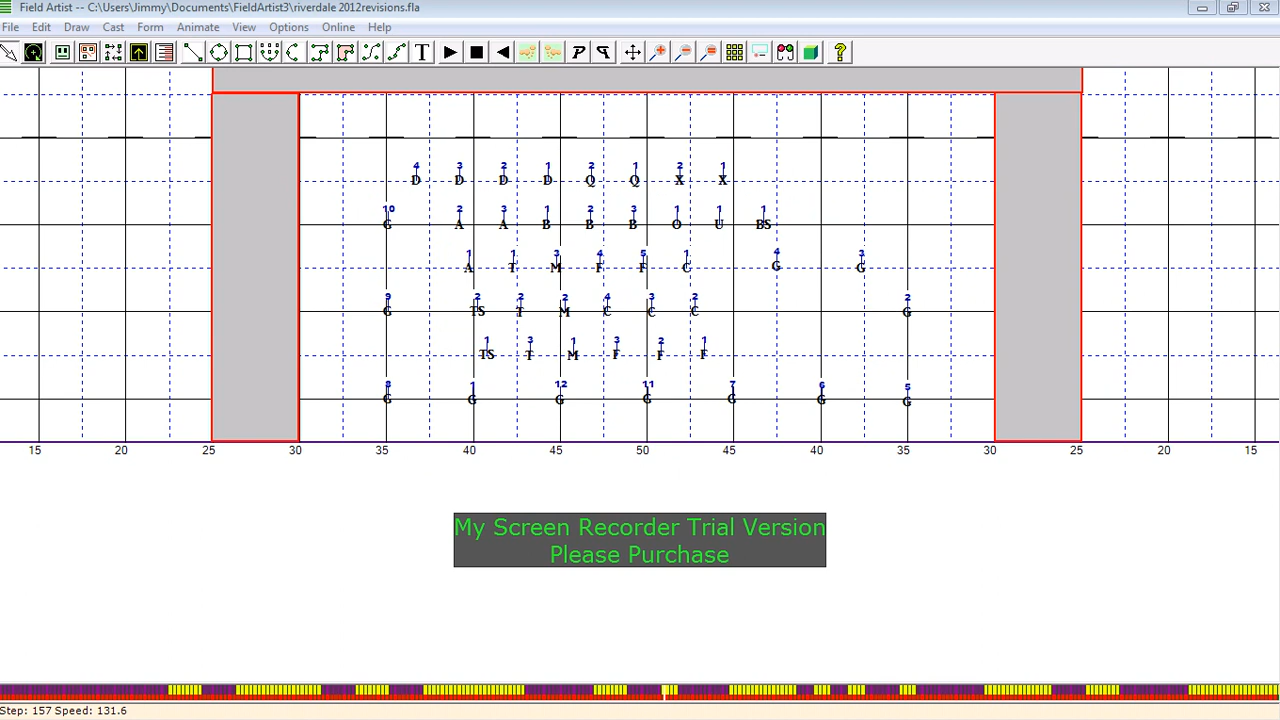 Field Artist -- C:\Users\Jimmy\Documents\FieldArtist3\riverdale 2012revisions.fla
File Edit Draw Cast Form Animate View Options Online Help
T P P ?
4 3 2 1 2 1 2 1
D D D D Q Q X X
10 2 3 1 2 3 1 1 1
G A A B B B O U BS
1 1 3 4 5 1 4 3
A T M F F C G G
9 2 2 2 4 3 2 2
G TS T M C C C G
1 3 1 3 2 1
TS T M F F F
8 1 12 11 7 6 5
G G G G G G G
15 20 25 30 35 40 45 50 45 40 35 30 25 20 15
My Screen Recorder Trial Version
Please Purchase
Step: 157 Speed: 131.6